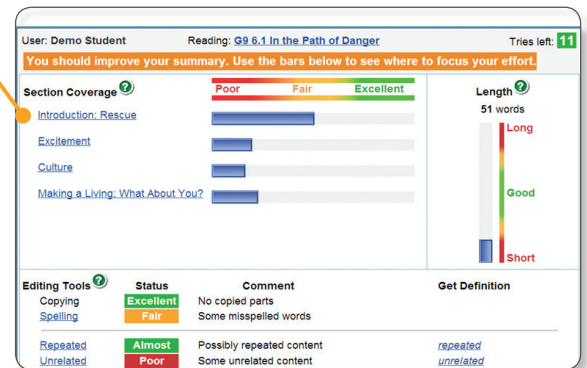 User: Demo Student Reading: G9 6.1 In the Path of Danger Tries left: 11
You should improve your summary. Use the bars below to see where to focus your effort.
Section Coverage ? Poor Fair Excellent Length ?
51 words
Introduction: Rescue
Excitement
Culture
Making a Living: What About You?
Long
Good
Short
Editing Tools ? Status Comment Get Definition
Copying Excellent No copied parts
Spelling Fair Some misspelled words
Repeated Almost Possibly repeated content repeated
Unrelated Poor Some unrelated content unrelated